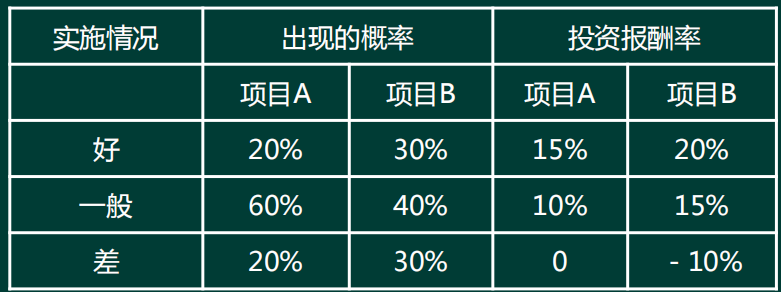 实施情况 出现的概率 投资报酬率
项目A 项目B 项目A 项目B
好 20% 30% 15% 20%
一般 60% 40% 10% 15%
差 20% 30% 0 - 10%